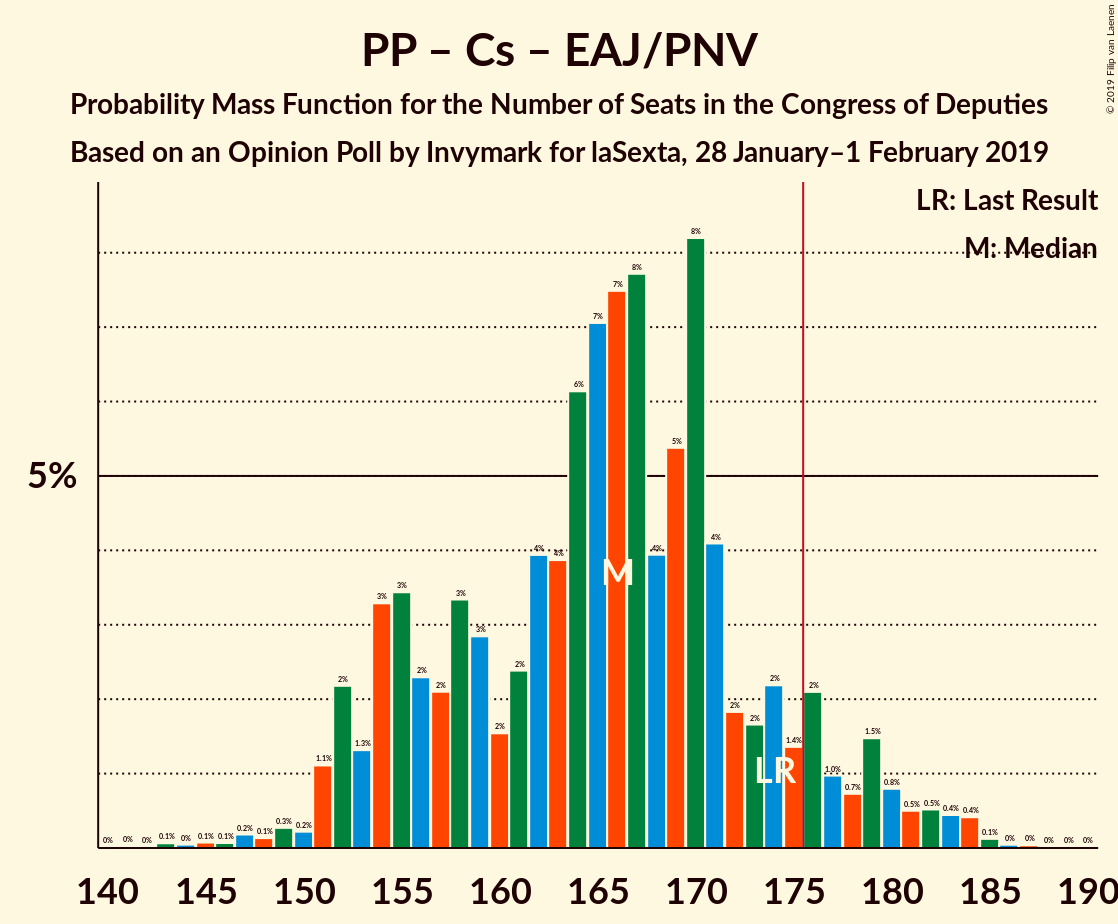 PP – Cs – EAJ/PNV
Probability Mass Function for the Number of Seats in the Congress of Deputies
Based on an Opinion Poll by Invymark for laSexta, 28 January–1 February 2019
© 2019 Filip van Laenen
LR: Last Result
M: Median
5%
0% 0% 0% 0.1% 0% 0.1% 0.1% 0.2% 0.1% 0.3% 0.2% 1.1% 2% 1.3% 3% 3% 2% 2% 3% 3% 2% 2% 4% 4% 6% 7% 7% 8% 4% 5% 8% 4% 2% 2% 2% 1.4% 2% 1.0% 0.7% 1.5% 0.8% 0.5% 0.5% 0.4% 0.4% 0.1% 0% 0% 0% 0% 0%
M
LR
140 145 150 155 160 165 170 175 180 185 190